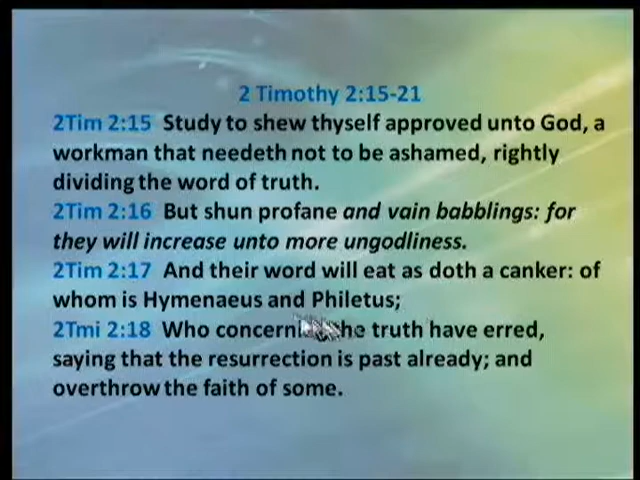 2 Timothy 2:15-21
2Tim 2:15 Study to shew thyself approved unto God, a
workman that needeth not to be ashamed, rightly
dividing the word of truth.
2Tim 2:16 But shun profane and vain babblings: for
they will increase unto more ungodliness.
2Tim 2:17 And their word will eat as doth a canker: of
whom is Hymenaeus and Philetus;
2Tmi 2:18 Who concerning the truth have erred,
saying that the resurrection is past already; and
overthrow the faith of some.